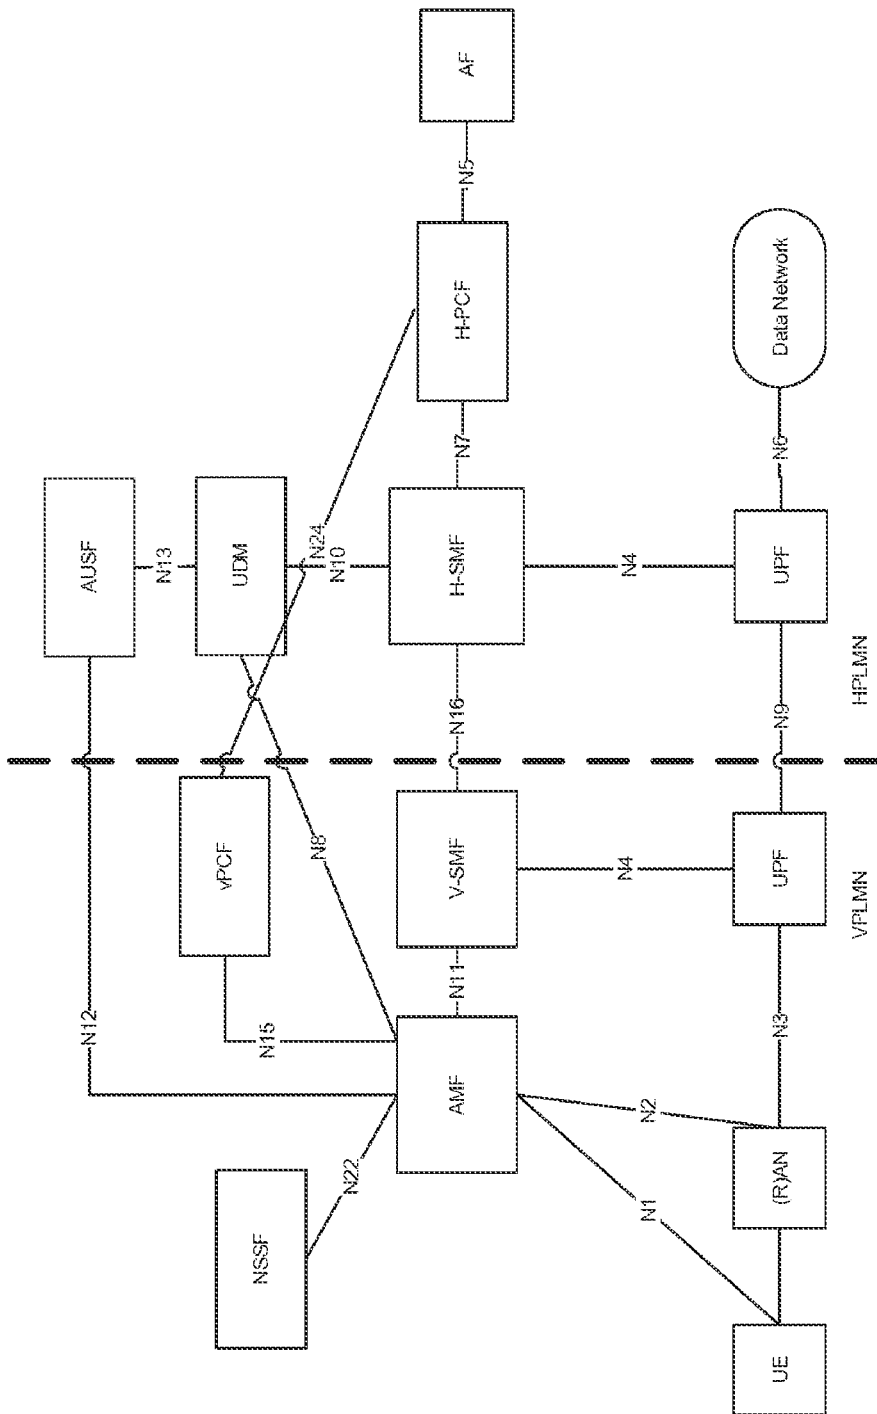 N12
AUSF
N13
NSSF
vPCF
UDM
N15
N8
N24
N22
N10
AMF
N11
V-SMF
N16
H-SMF
N7
H-PCF
N5
AF
N1
N2
N4
N4
UE
(R)AN
N3
UPF
N9
UPF
N6
Data Network
VPLMN
HPLMN